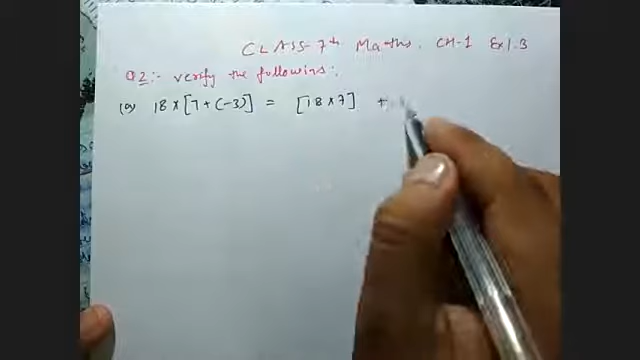 CLASS-7th Maths. CH-1 Ex1.3
Q2:- verify the following:
(a) 18 × [7 + (-3)] = [18 × 7] +